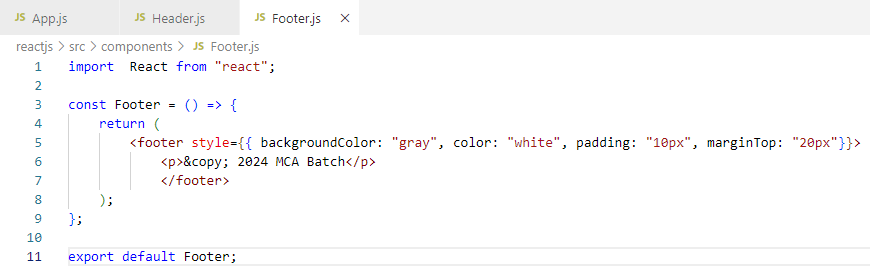 JS App.js JS Header.js JS Footer.js ×
reactjs > src > components > JS Footer.js
1 import  React from "react";
2
3 const Footer = () => {
4     return (
5         <footer style={{ backgroundColor: "gray", color: "white", padding: "10px", marginTop: "20px"}}>
6             <p>&copy; 2024 MCA Batch</p>
7             </footer>
8     );
9 };
10
11 export default Footer;